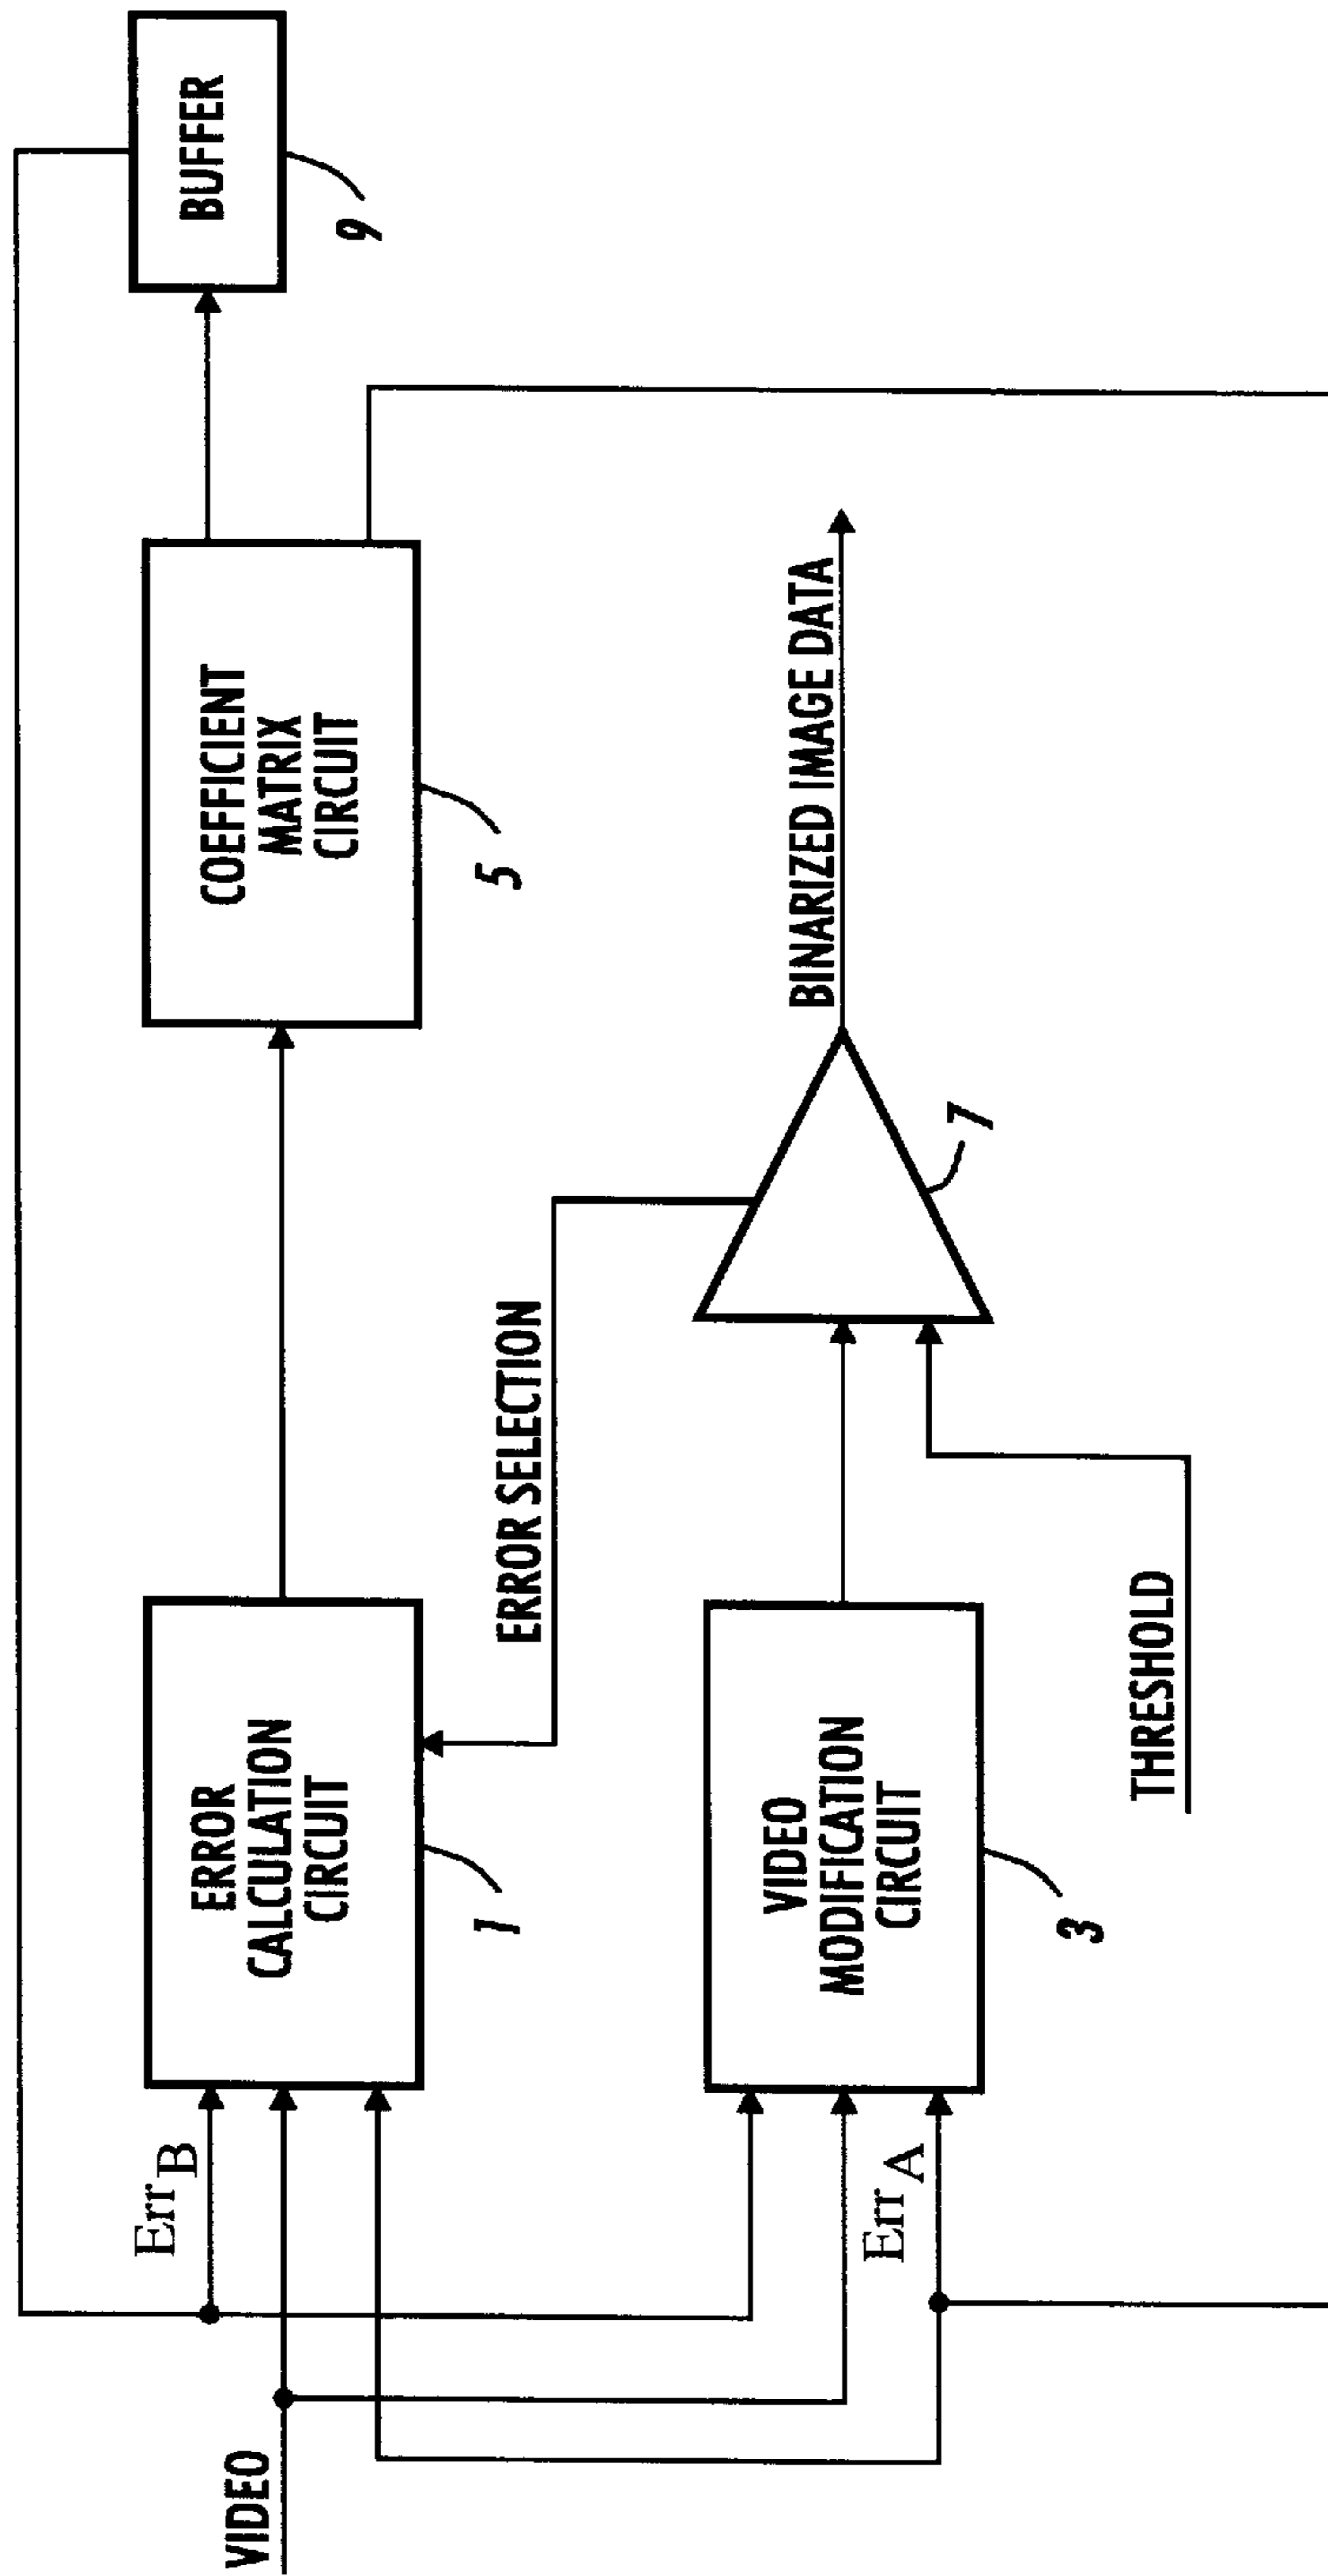 VIDEO
Err B
ERROR
CALCULATION
CIRCUIT
1
ERROR SELECTION
COEFFICIENT
MATRIX
CIRCUIT
5
BUFFER
9
Err A
VIDEO
MODIFICATION
CIRCUIT
3
THRESHOLD
7
BINARIZED IMAGE DATA